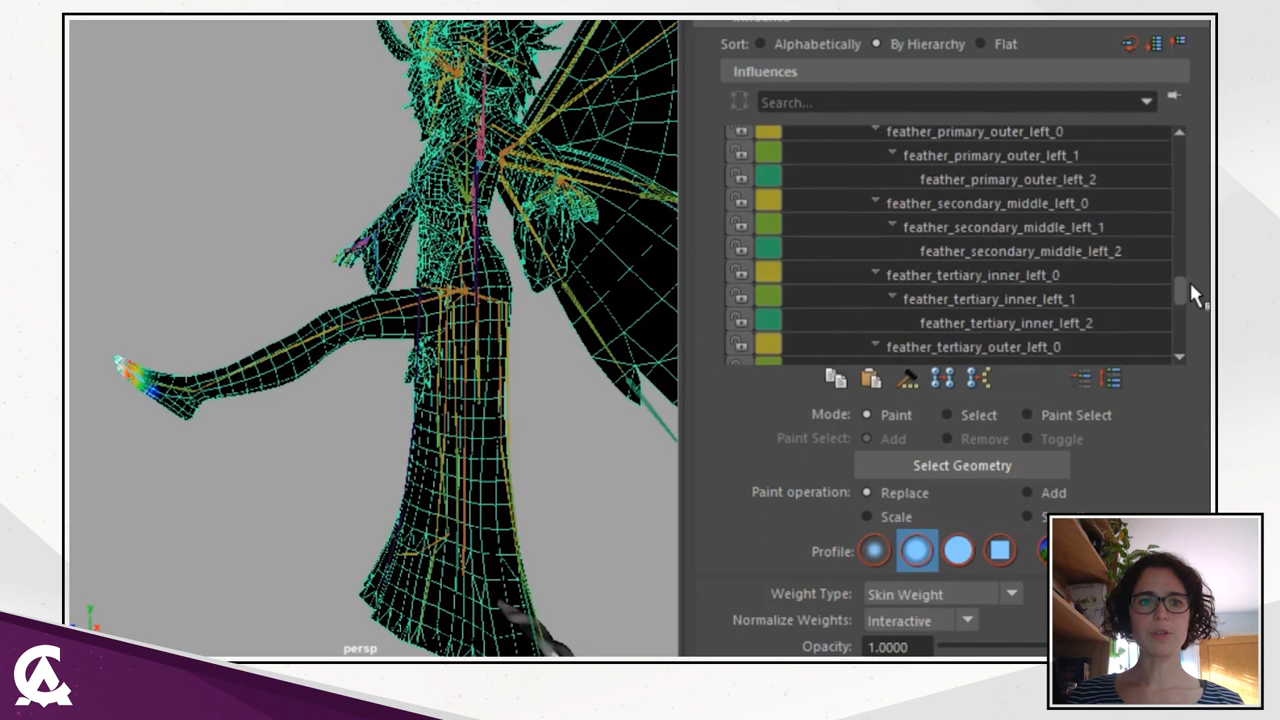 Sort: Alphabetically By Hierarchy Flat
Influences
Search...
feather_primary_outer_left_0
feather_primary_outer_left_1
feather_primary_outer_left_2
feather_secondary_middle_left_0
feather_secondary_middle_left_1
feather_secondary_middle_left_2
feather_tertiary_inner_left_0
feather_tertiary_inner_left_1
feather_tertiary_inner_left_2
feather_tertiary_outer_left_0
Mode: Paint Select Paint Select
Paint Select: Add Remove Toggle
Select Geometry
Paint operation: Replace Add
Scale
Profile:
Weight Type: Skin Weight
Normalize Weights: Interactive
Opacity: 1.0000
y
x
persp